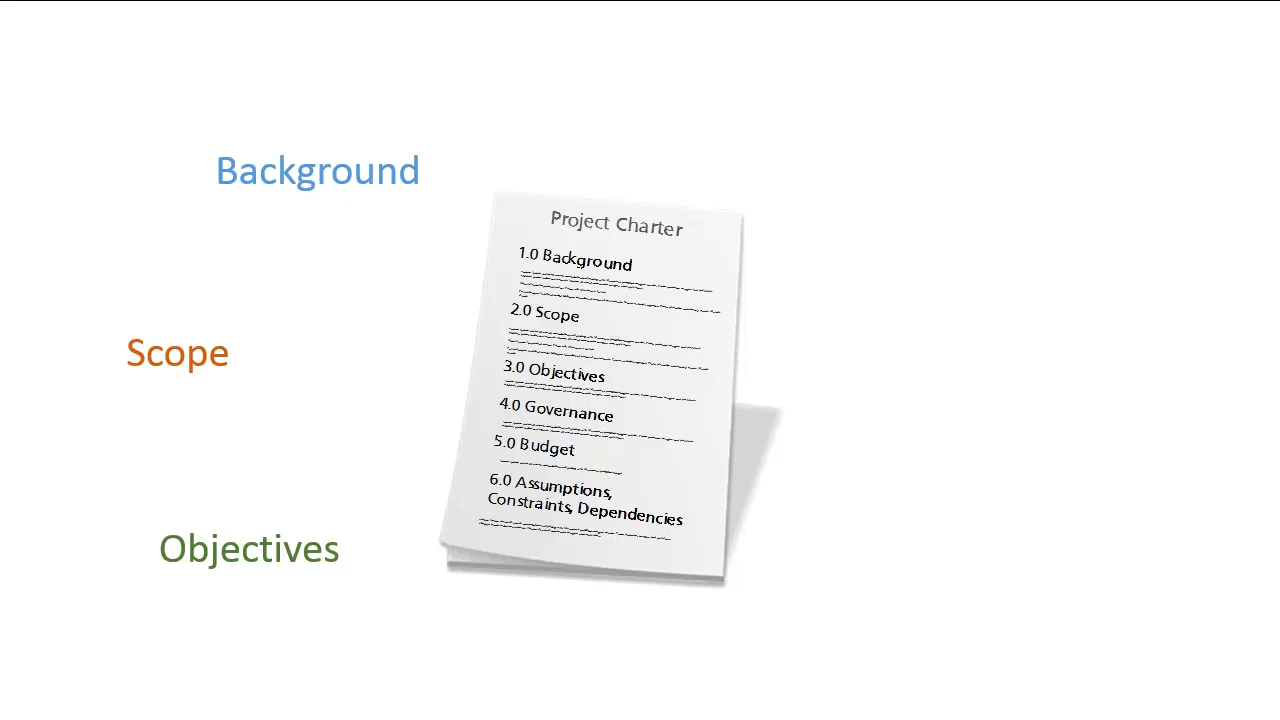 Background
Project Charter
1.0 Background
2.0 Scope
Scope
3.0 Objectives
4.0 Governance
5.0 Budget
6.0 Assumptions,
Constraints, Dependencies
Objectives